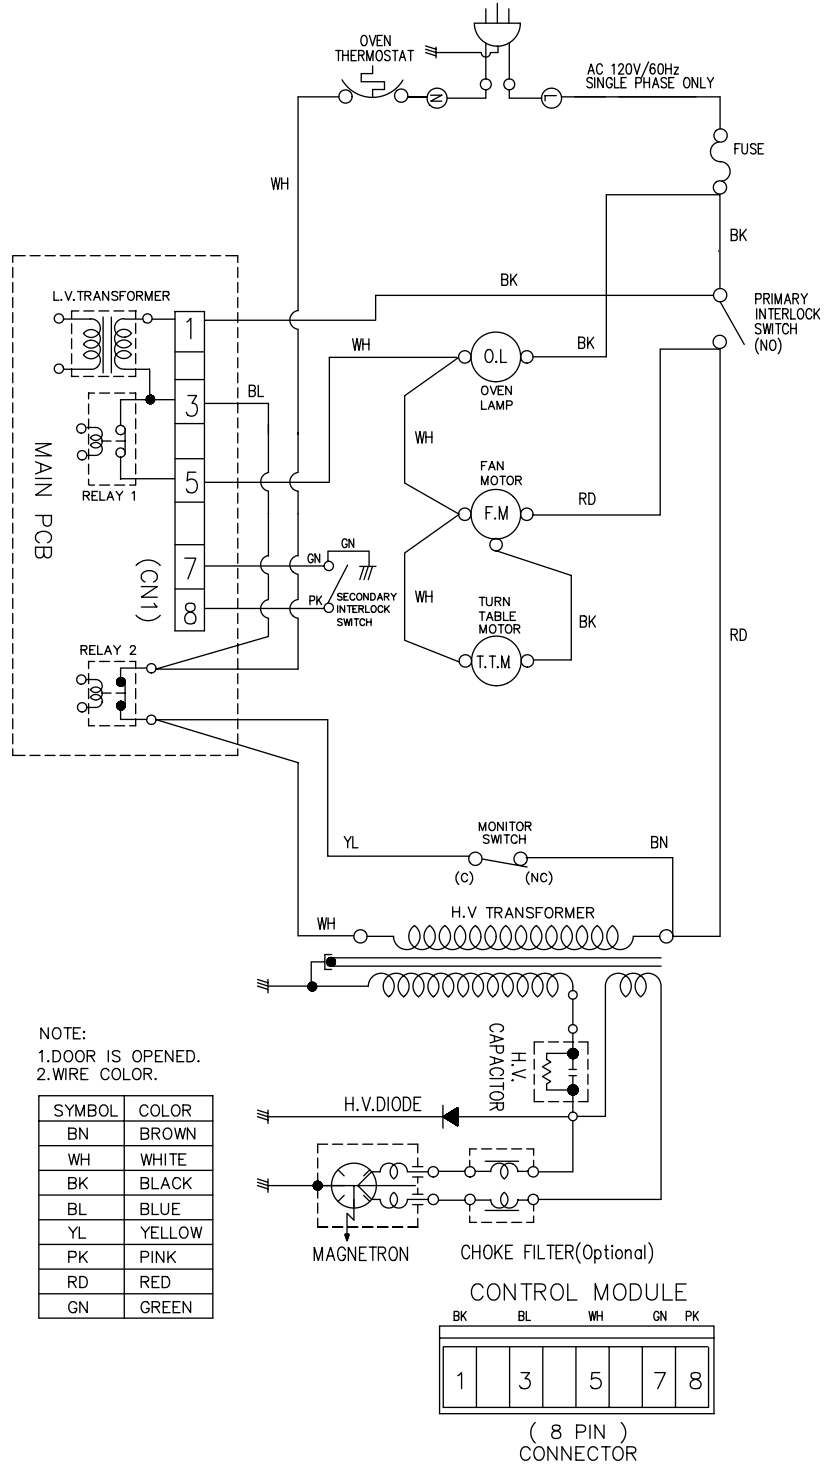 OVEN
THERMOSTAT
N
L
AC 120V/60Hz
SINGLE PHASE ONLY
FUSE
WH
BK
L.V.TRANSFORMER
BK
PRIMARY
INTERLOCK
SWITCH
(NO)
1
WH
O.L
BK
OVEN
LAMP
3
BL
WH
MAIN PCB
RELAY 1
5
FAN
MOTOR
F.M
RD
(CN1)
7
GN
GN
8
PK
SECONDARY
INTERLOCK
SWITCH
WH
TURN
TABLE
MOTOR
BK
RD
RELAY 2
T.T.M
YL
MONITOR
SWITCH
(C)
(NC)
BN
WH
H.V TRANSFORMER
H.V.
CAPACITOR
H.V.DIODE
MAGNETRON
CHOKE FILTER(Optional)
NOTE:
1.DOOR IS OPENED.
2.WIRE COLOR.
SYMBOL COLOR
BN BROWN
WH WHITE
BK BLACK
BL BLUE
YL YELLOW
PK PINK
RD RED
GN GREEN
CONTROL MODULE
BK BL WH GN PK
1 3 5 7 8
( 8 PIN )
CONNECTOR